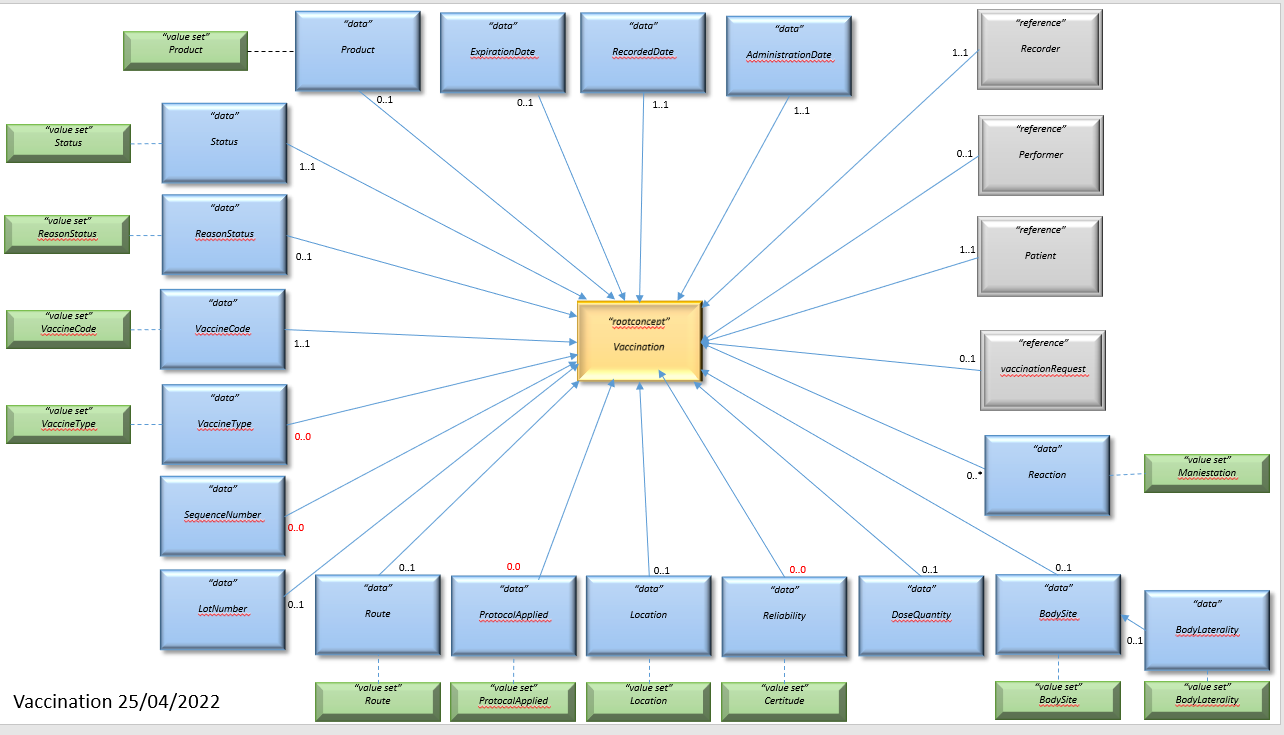 “value set”
Product
“data”
Product
0..1
“data”
ExpirationDate
0..1
“data”
RecordedDate
1..1
“data”
AdministrationDate
1..1
“reference”
Recorder
1..1
“value set”
Status
“data”
Status
1..1
“reference”
Performer
0..1
“value set”
ReasonStatus
“data”
ReasonStatus
0..1
“reference”
Patient
1..1
“value set”
VaccineCode
“data”
VaccineCode
1..1
“rootconcept”
Vaccination
“reference”
vaccinationRequest
0..1
“value set”
VaccineType
“data”
VaccineType
0..0
“data”
Reaction
0..*
“value set”
Maniestation
“data”
SequenceNumber
0..0
“data”
LotNumber
0..1
0..1
“data”
Route
0.0
“data”
ProtocolApplied
0..1
“data”
Location
0..0
“data”
Reliability
0..1
“data”
DoseQuantity
0..1
“data”
BodySite
“data”
BodyLaterality
0..1
“value set”
Route
“value set”
ProtocolApplied
“value set”
Location
“value set”
Certitude
“value set”
BodySite
“value set”
BodyLaterality
Vaccination 25/04/2022